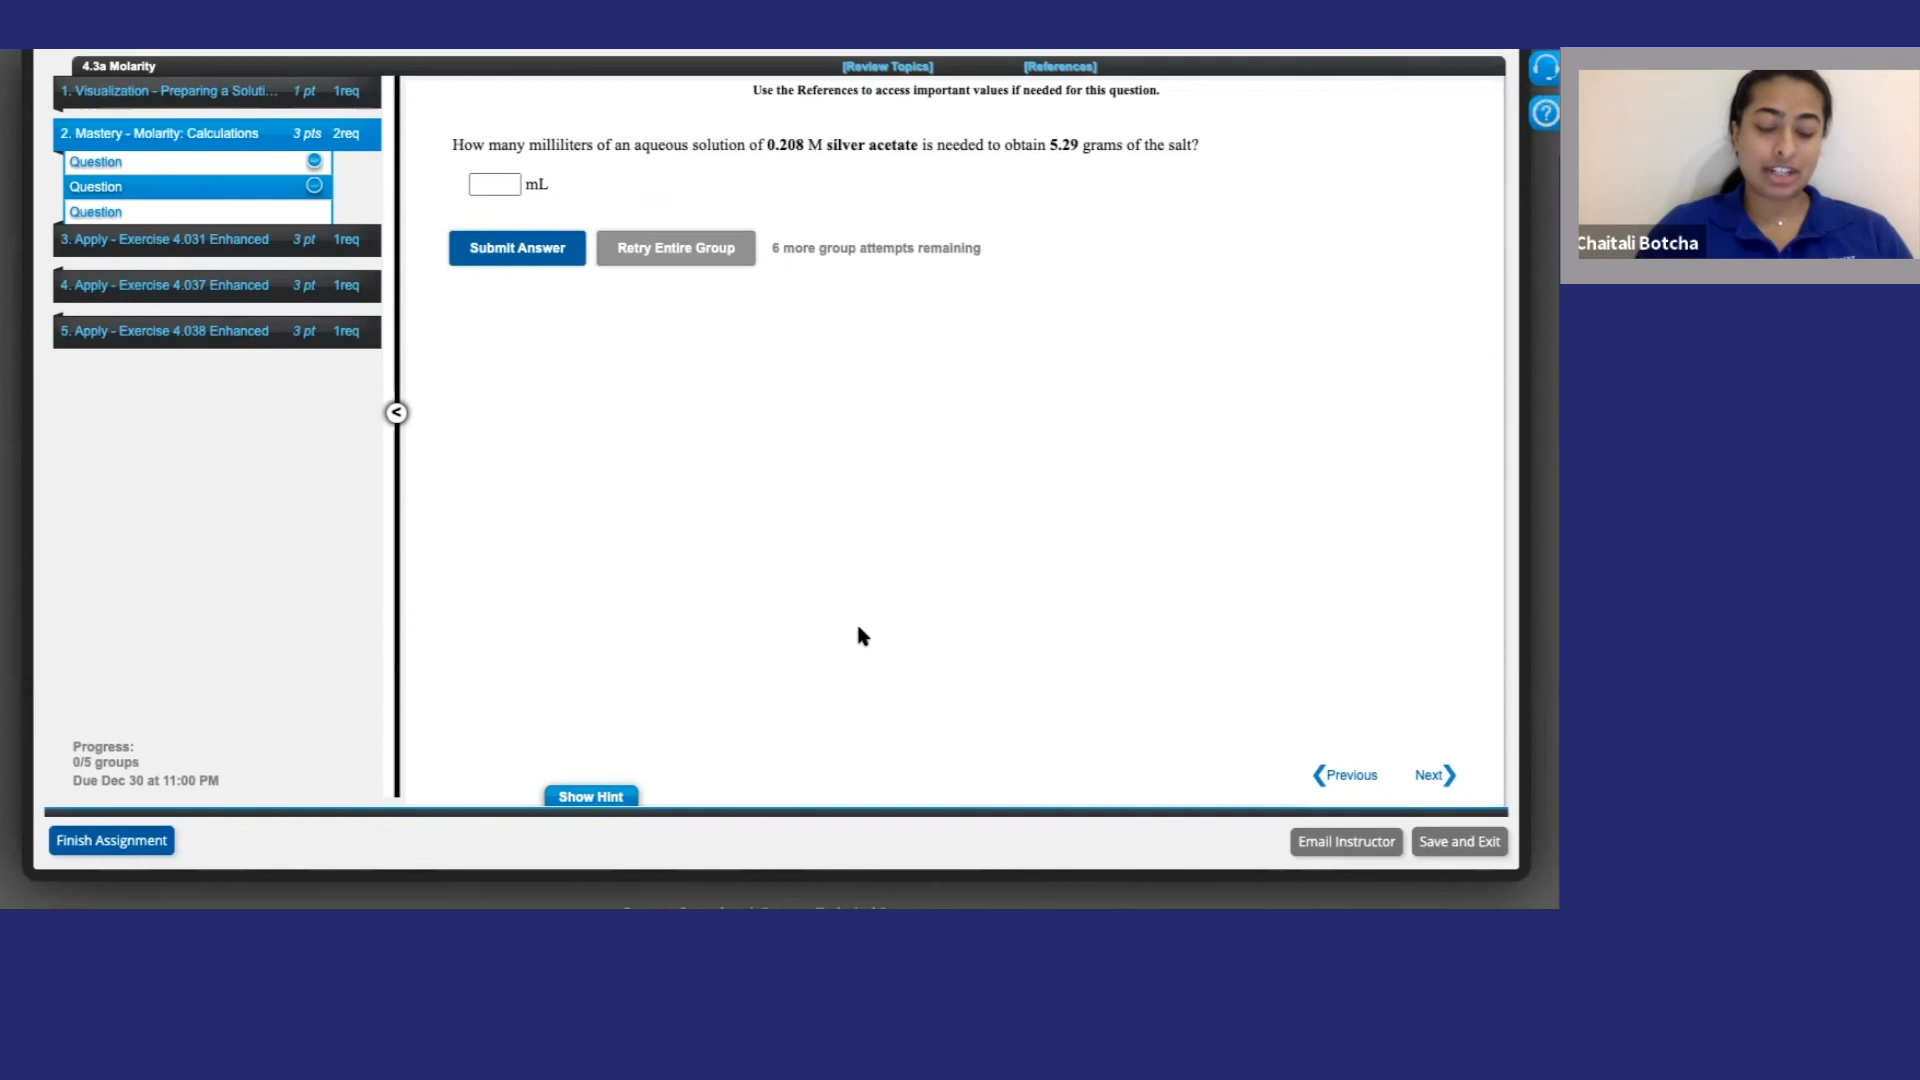 4.3a Molarity
[Review Topics]
[References]
1. Visualization - Preparing a Soluti... 1 pt 1req
2. Mastery - Molarity: Calculations 3 pts 2req
Question
Question
Question
3. Apply - Exercise 4.031 Enhanced 3 pt 1req
4. Apply - Exercise 4.037 Enhanced 3 pt 1req
5. Apply - Exercise 4.038 Enhanced 3 pt 1req
Use the References to access important values if needed for this question.
How many milliliters of an aqueous solution of 0.208 M silver acetate is needed to obtain 5.29 grams of the salt?
mL
Submit Answer
Retry Entire Group
6 more group attempts remaining
<
?
Chaitali Botcha
Progress:
0/5 groups
Due Dec 30 at 11:00 PM
Show Hint
Previous
Next
Finish Assignment
Email Instructor
Save and Exit